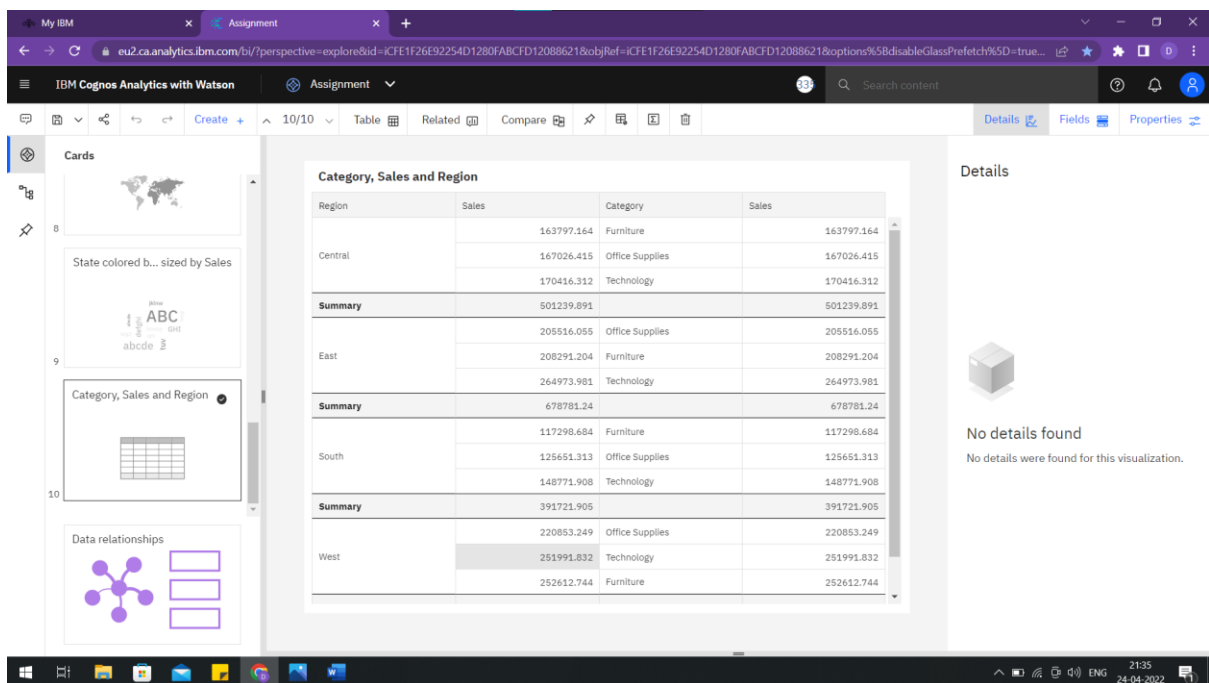 My IBM
Assignment
eu2.ca.analytics.ibm.com/bi/?perspective=explore&id=iCFE1F26E92254D1280FABCFD12088621&objRef=iCFE1F26E92254D1280FABCFD12088621&options%5BdisableGlassPrefetch%5D=true...
D
IBM Cognos Analytics with Watson
Assignment
Search content
Create +
10/10
Table
Related
Compare
Details
Fields
Properties
Cards
8
State colored b... sized by Sales
ABC
GHI
abcde
9
Category, Sales and Region
10
Data relationships
Category, Sales and Region
Region Sales Category Sales
163797.164 Furniture 163797.164
Central 167026.415 Office Supplies 167026.415
170416.312 Technology 170416.312
Summary 501239.891 501239.891
205516.055 Office Supplies 205516.055
East 208291.204 Furniture 208291.204
264973.981 Technology 264973.981
Summary 678781.24 678781.24
117298.684 Furniture 117298.684
South 125651.313 Office Supplies 125651.313
148771.908 Technology 148771.908
Summary 391721.905 391721.905
220853.249 Office Supplies 220853.249
West 251991.832 Technology 251991.832
252612.744 Furniture 252612.744
Details
No details found
No details were found for this visualization.
ENG
21:35
24-04-2022